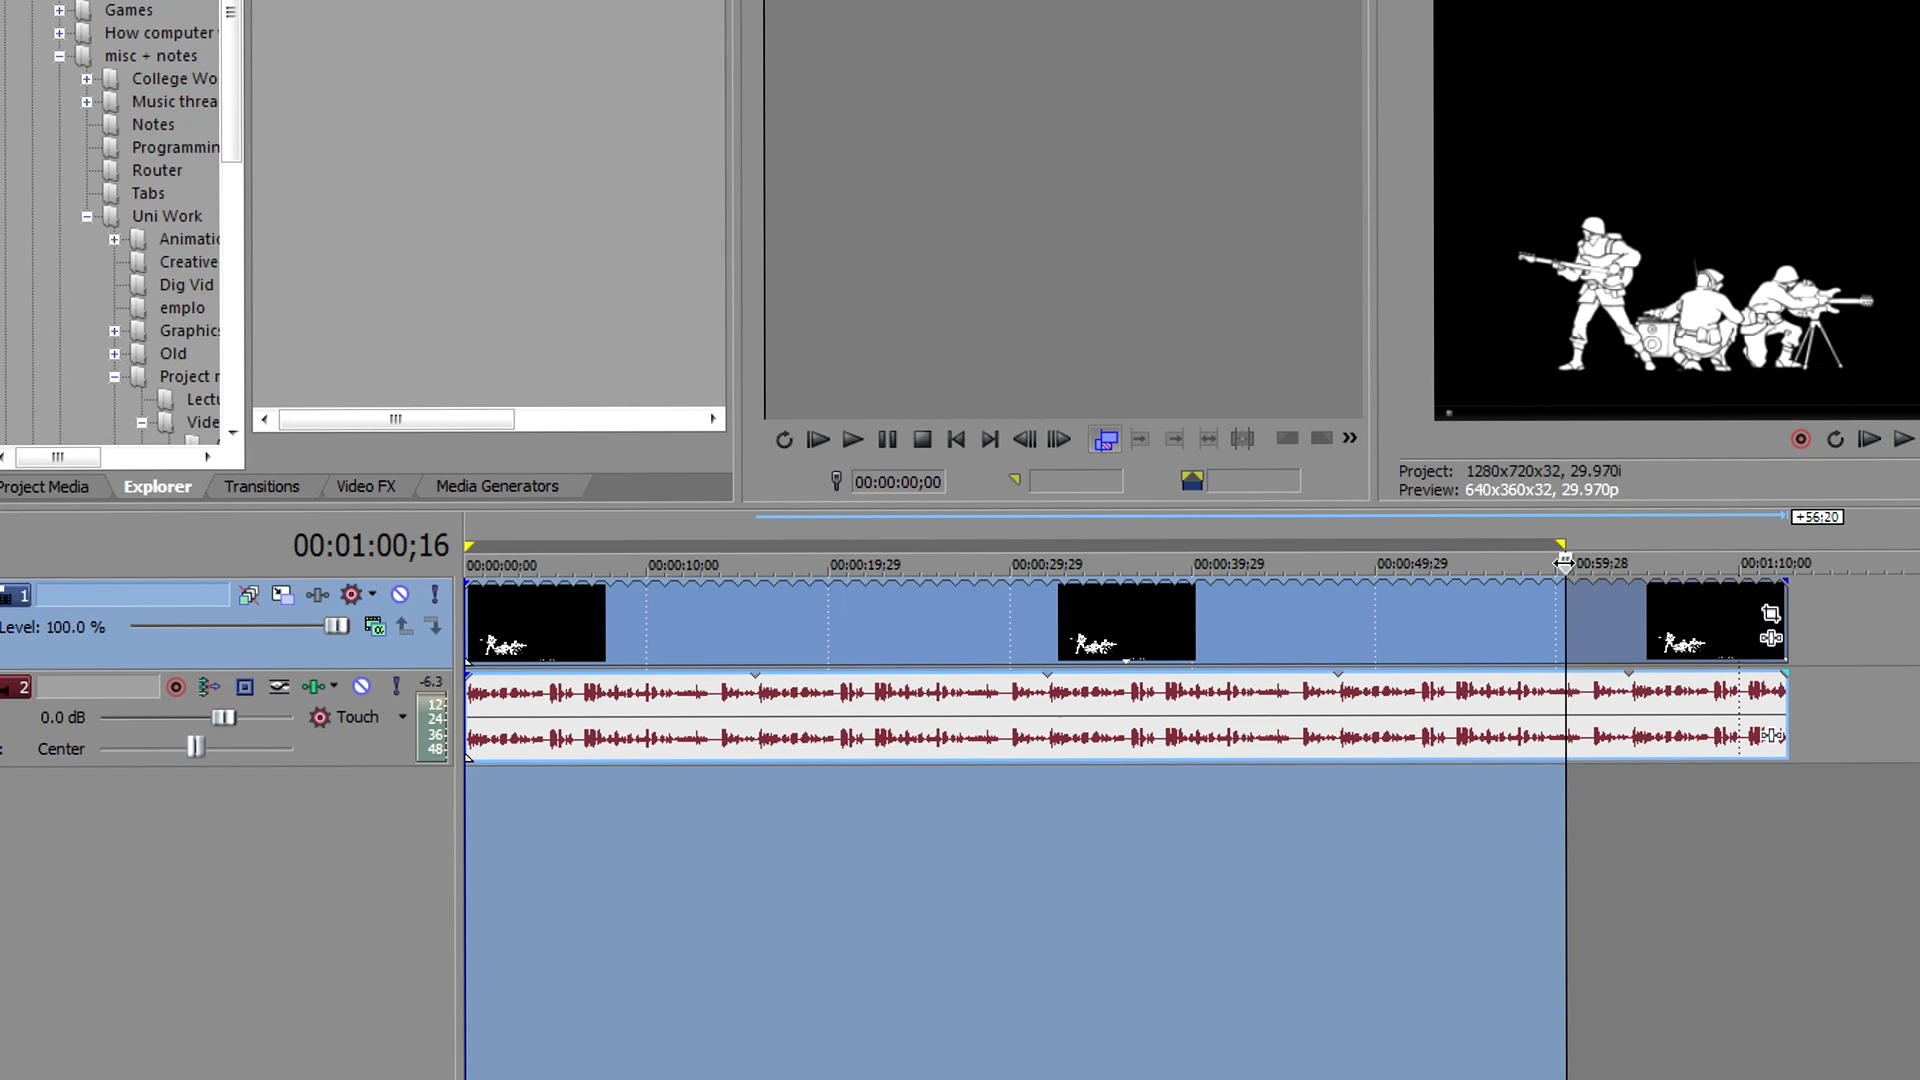 Games
How computer
misc + notes
College Wo
Music threa
Notes
Programmin
Router
Tabs
Uni Work
Animatic
Creative
Dig Vid
emplo
Graphics
Old
Project r
Lectu
Vide
Project Media
Explorer
Transitions
Video FX
Media Generators
00:00:00;00
Project: 1280x720x32, 29.970i
Preview: 640x360x32, 29.970p
+56;20
00:01:00;16
00:00:00;00
00:00:10;00
00:00:19;29
00:00:29;29
00:00:39;29
00:00:49;29
00:59;28
00:01:10;00
1
Level: 100.0 %
2
-6.3
0.0 dB
Touch
12
24
36
48
Center